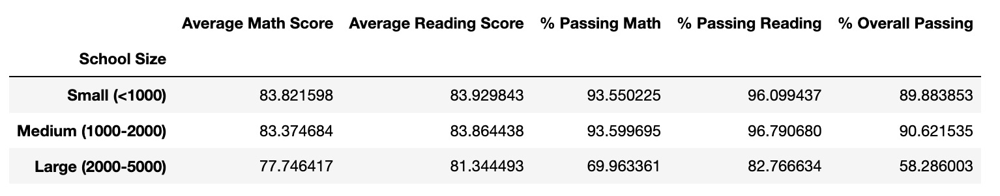 Average Math Score Average Reading Score % Passing Math % Passing Reading % Overall Passing
School Size
Small (<1000) 83.821598 83.929843 93.550225 96.099437 89.883853
Medium (1000-2000) 83.374684 83.864438 93.599695 96.790680 90.621535
Large (2000-5000) 77.746417 81.344493 69.963361 82.766634 58.286003